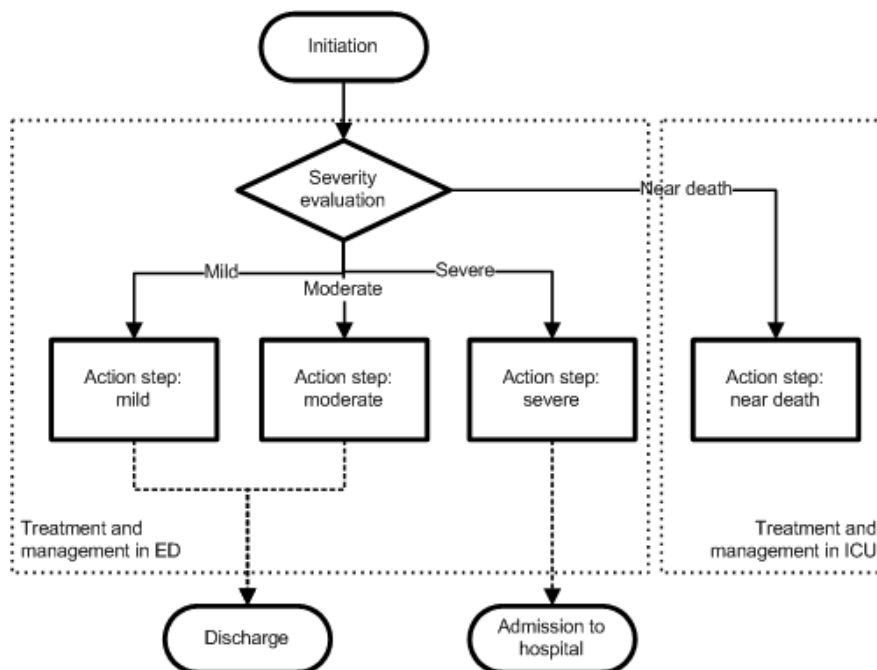 Initiation
Severity
evaluation
Near death
Mild
Severe
Moderate
Action step:
mild
Action step:
moderate
Action step:
severe
Action step:
near death
Treatment and
management in ED
Treatment and
management in ICU
Discharge
Admission to
hospital